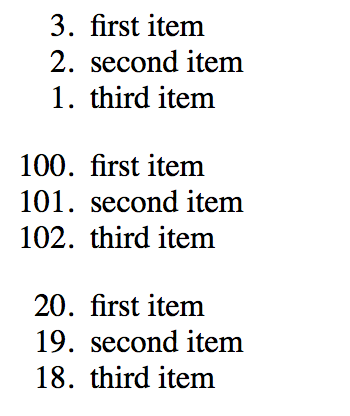 3. first item
2. second item
1. third item
100. first item
101. second item
102. third item
20. first item
19. second item
18. third item